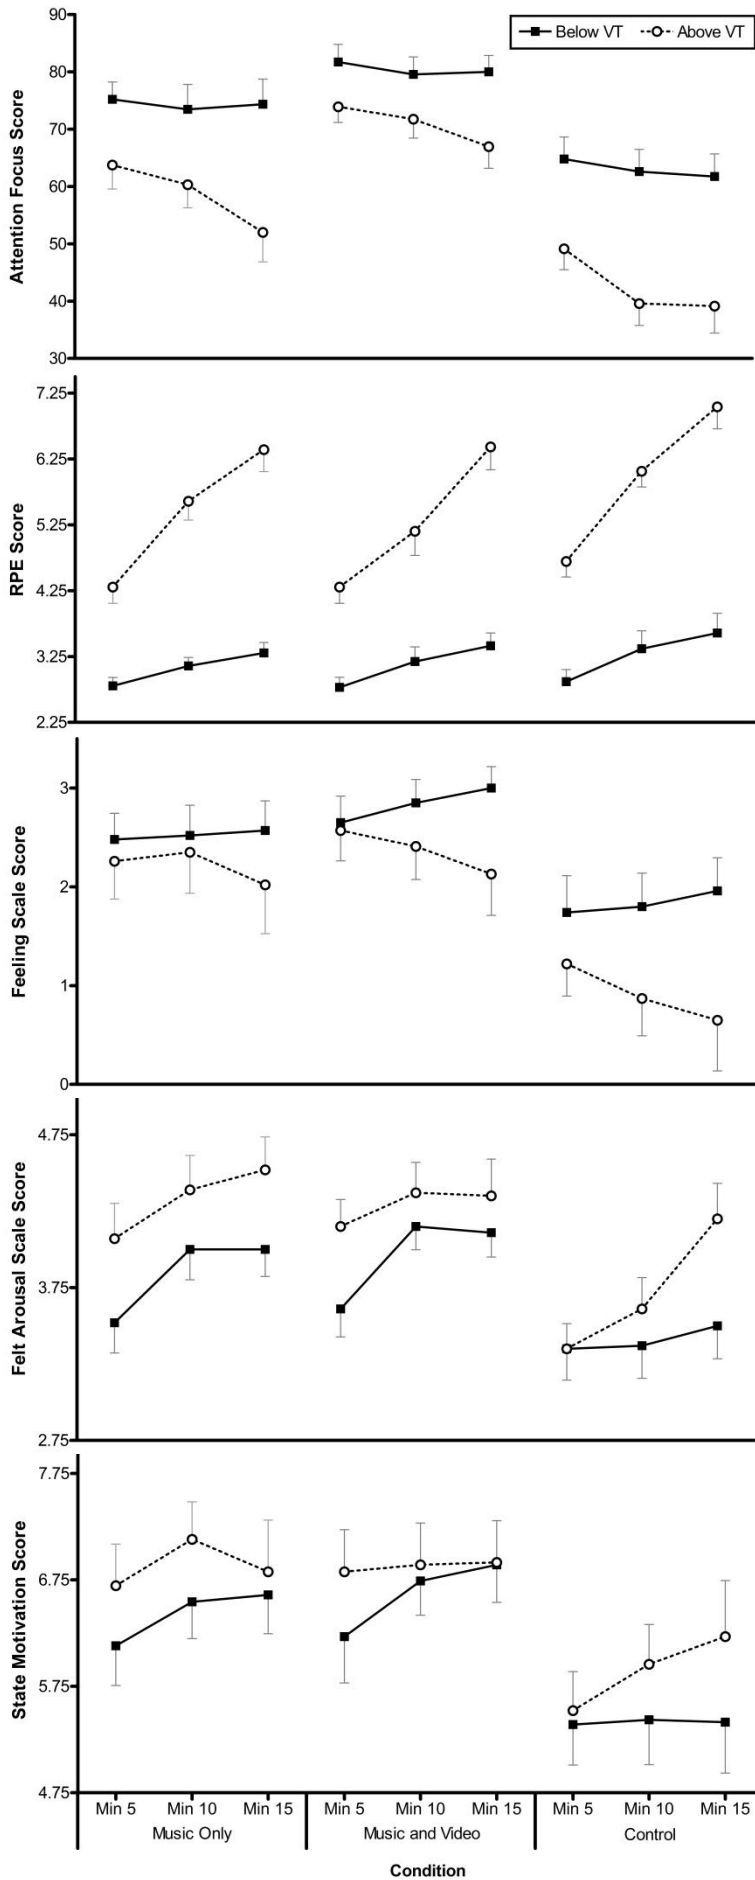 Below VT Above VT
Attention Focus Score
90
80
70
60
50
40
30
RPE Score
7.25
6.25
5.25
4.25
3.25
2.25
Feeling Scale Score
3
2
1
0
Felt Arousal Scale Score
4.75
3.75
2.75
State Motivation Score
7.75
6.75
5.75
4.75
Min 5 Min 10 Min 15 Min 5 Min 10 Min 15 Min 5 Min 10 Min 15
Music Only Music and Video Control
Condition